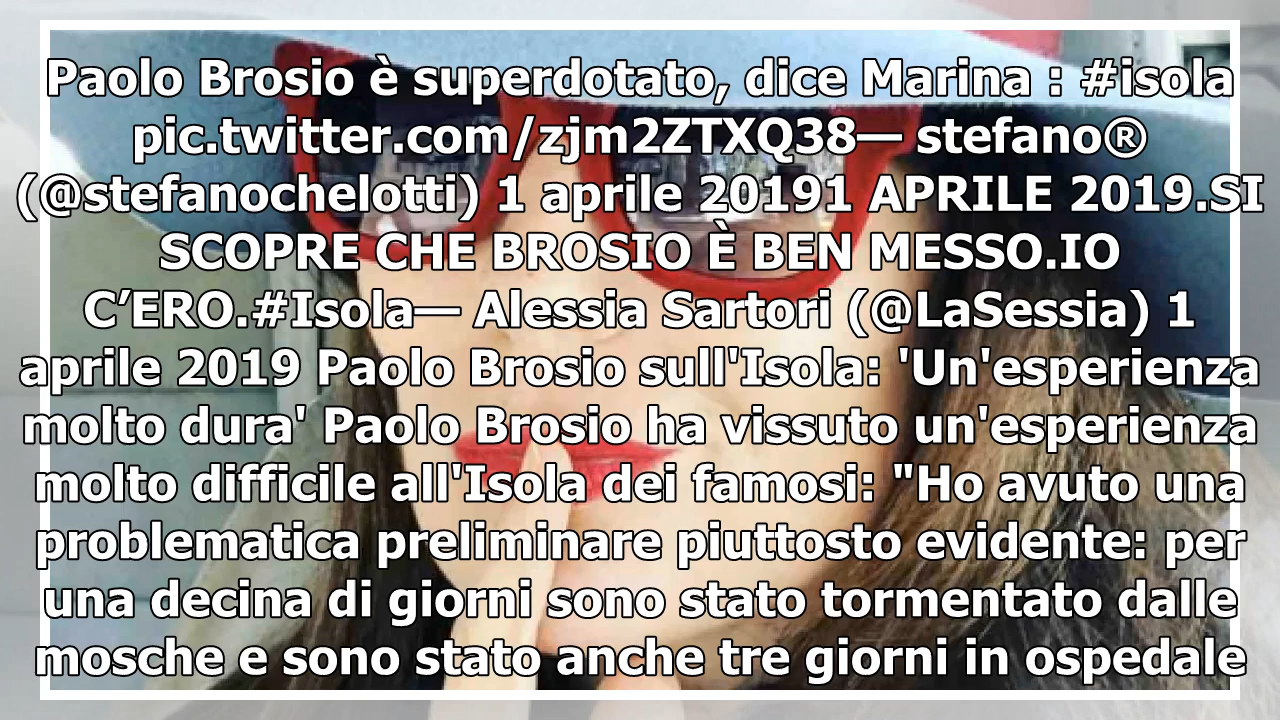 Paolo Brosio è superdotato, dice Marina : #isola
pic.twitter.com/zjm2ZTXQ38— stefano®
(@stefanochelotti) 1 aprile 20191 APRILE 2019.SI
SCOPRE CHE BROSIO È BEN MESSO.IO
C’ERO.#Isola— Alessia Sartori (@LaSessia) 1
aprile 2019 Paolo Brosio sull'Isola: 'Un'esperienza
molto dura' Paolo Brosio ha vissuto un'esperienza
molto difficile all'Isola dei famosi: "Ho avuto una
problematica preliminare piuttosto evidente: per
una decina di giorni sono stato tormentato dalle
mosche e sono stato anche tre giorni in ospedale